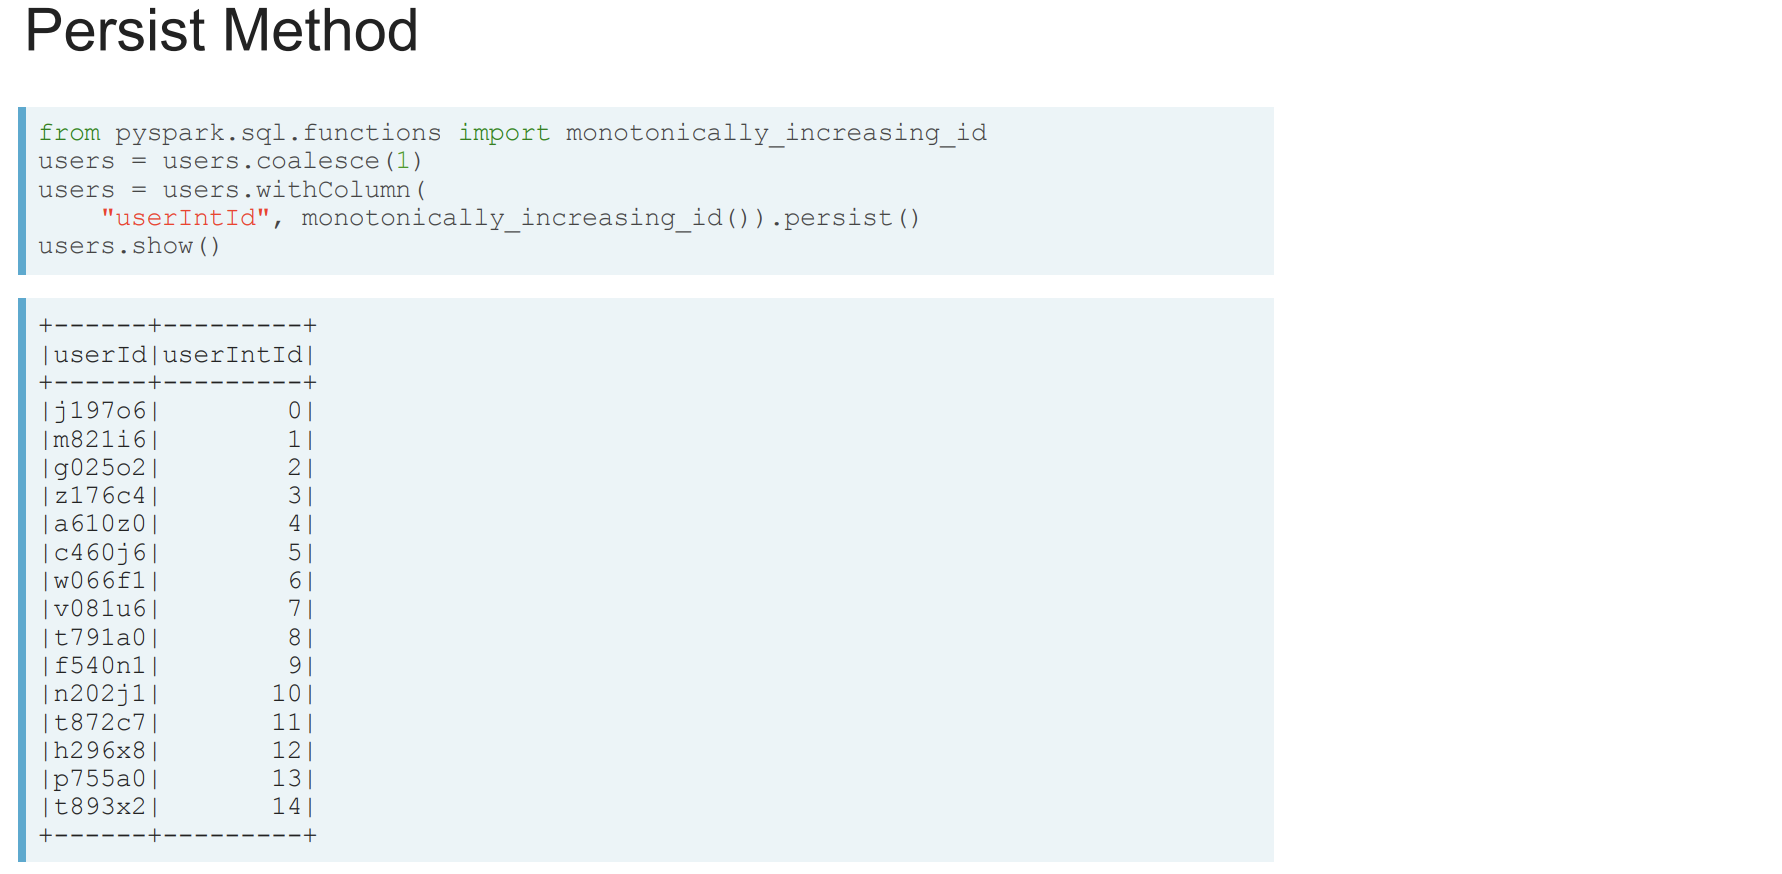 Persist Method
from pyspark.sql.functions import monotonically_increasing_id
users = users.coalesce(1)
users = users.withColumn(
    "userIntId", monotonically_increasing_id()).persist()
users.show()
+------+---------+
|userId|userIntId|
+------+---------+
|j197o6|        0|
|m821i6|        1|
|g025o2|        2|
|z176c4|        3|
|a610z0|        4|
|c460j6|        5|
|w066f1|        6|
|v081u6|        7|
|t791a0|        8|
|f540n1|        9|
|n202j1|       10|
|t872c7|       11|
|h296x8|       12|
|p755a0|       13|
|t893x2|       14|
+------+---------+